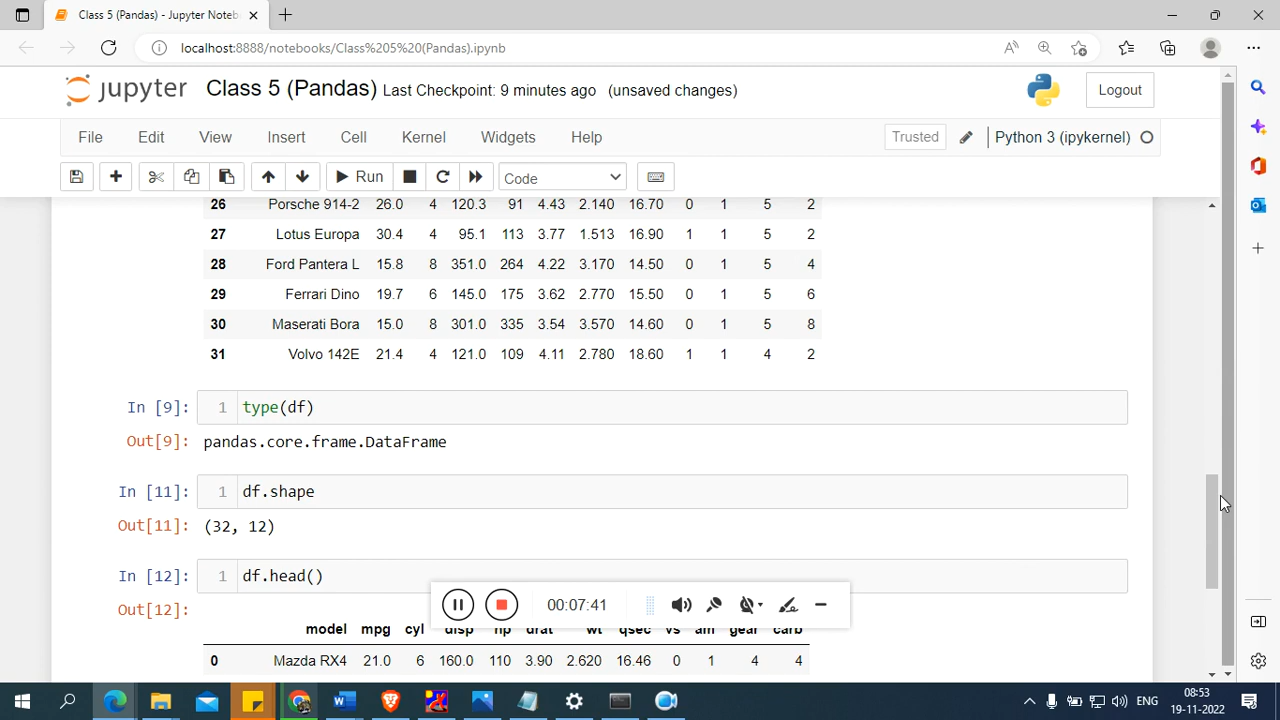 Class 5 (Pandas) - Jupyter Noteb
localhost:8888/notebooks/Class%205%20(Pandas).ipynb
jupyter Class 5 (Pandas) Last Checkpoint: 9 minutes ago (unsaved changes) Logout
File Edit View Insert Cell Kernel Widgets Help Trusted Python 3 (ipykernel)
Run Code
26 Porsche 914-2 26.0 4 120.3 91 4.43 2.140 16.70 0 1 5 2
27 Lotus Europa 30.4 4 95.1 113 3.77 1.513 16.90 1 1 5 2
28 Ford Pantera L 15.8 8 351.0 264 4.22 3.170 14.50 0 1 5 4
29 Ferrari Dino 19.7 6 145.0 175 3.62 2.770 15.50 0 1 5 6
30 Maserati Bora 15.0 8 301.0 335 3.54 3.570 14.60 0 1 5 8
31 Volvo 142E 21.4 4 121.0 109 4.11 2.780 18.60 1 1 4 2
In [9]: 1 type(df)
Out[9]: pandas.core.frame.DataFrame
In [11]: 1 df.shape
Out[11]: (32, 12)
In [12]: 1 df.head()
00:07:41
Out[12]:
model mpg cyl disp hp drat wt qsec vs am gear carb
0 Mazda RX4 21.0 6 160.0 110 3.90 2.620 16.46 0 1 4 4
ENG
08:53
19-11-2022